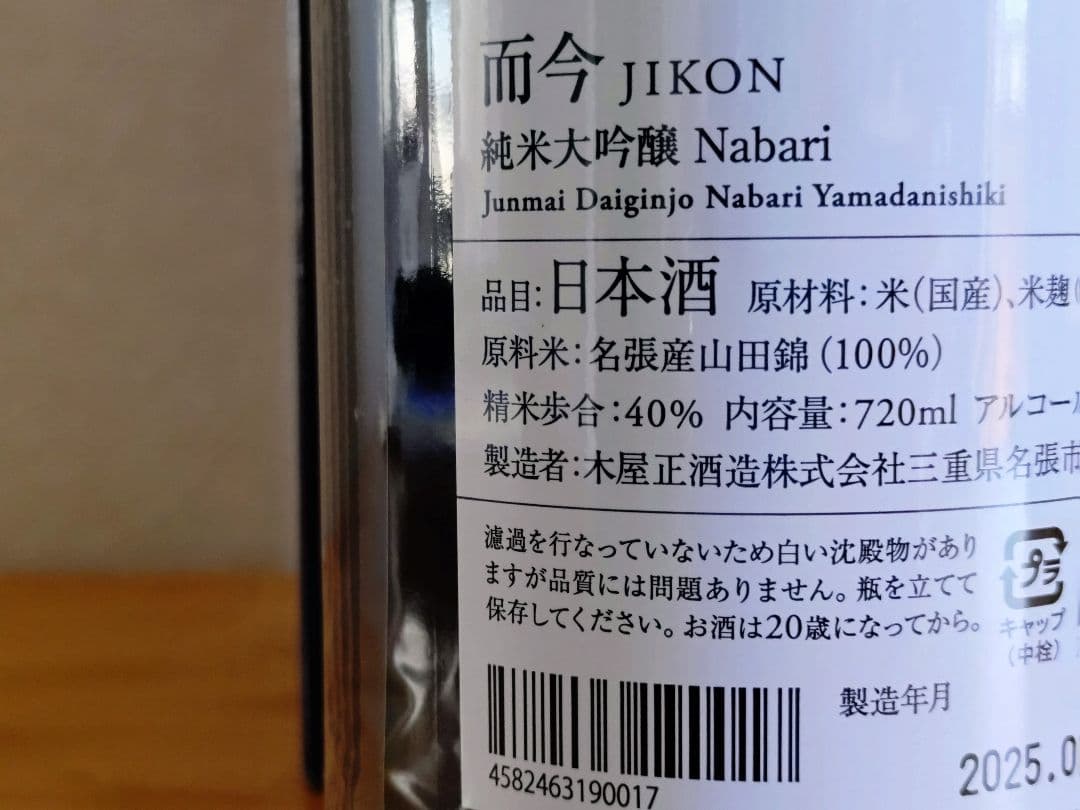 而今 JIKON
純米大吟醸 Nabari
Junmai Daiginjo Nabari Yamadanishiki
品目:日本酒 原材料:米(国産)、米麹(
原料米:名張産山田錦(100%)
精米歩合:40% 内容量:720ml アルコール
製造者:木屋正酒造株式会社三重県名張市
濾過を行なっていないため白い沈殿物があり
ますが品質には問題ありません。瓶を立てて
保存してください。お酒は20歳になってから。
プラ
キャップ
(中栓)
製造年月
2025.0
4582463190017